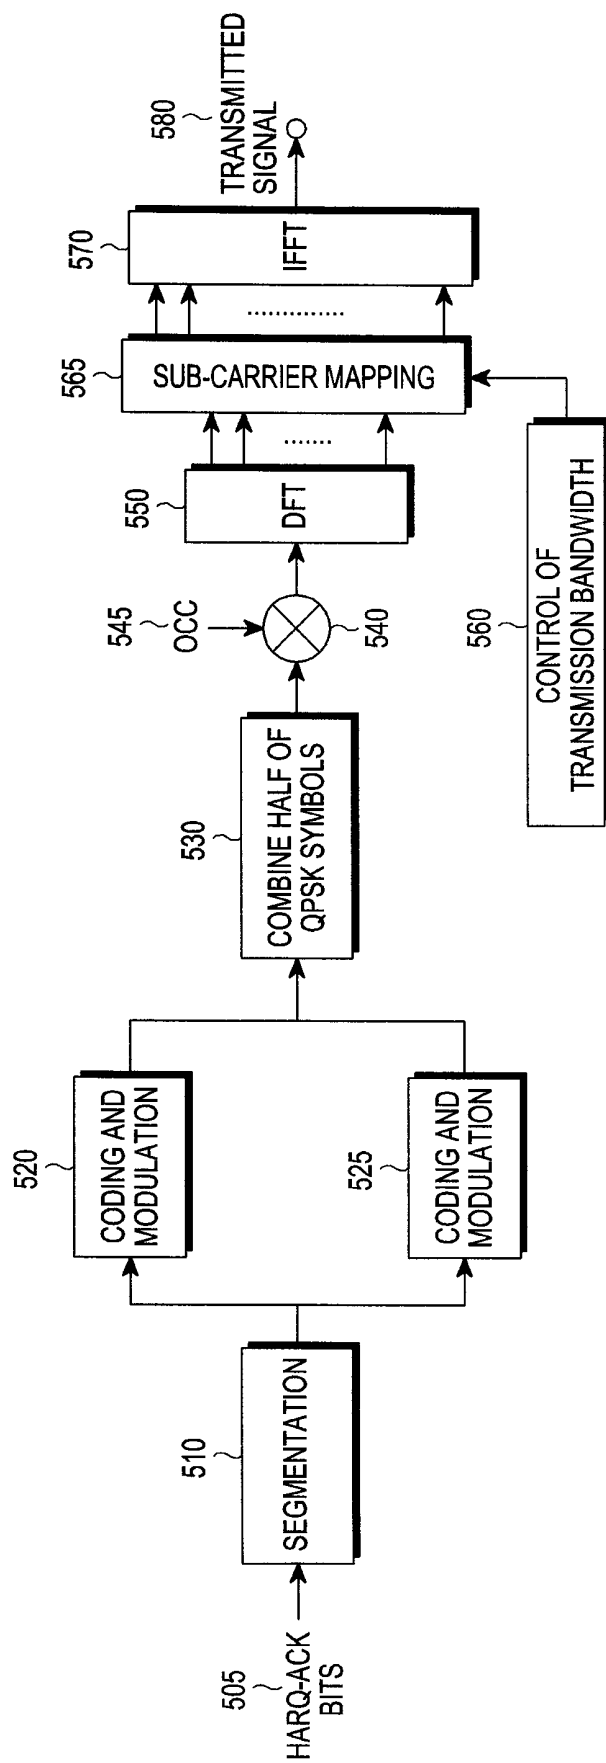 505
HARQ-ACK
BITS
510
SEGMENTATION
520
CODING AND
MODULATION
525
CODING AND
MODULATION
530
COMBINE HALF OF
QPSK SYMBOLS
545
OCC
540
550
DFT
560
CONTROL OF
TRANSMISSION BANDWIDTH
565
SUB-CARRIER MAPPING
570
IFFT
580
TRANSMITTED
SIGNAL